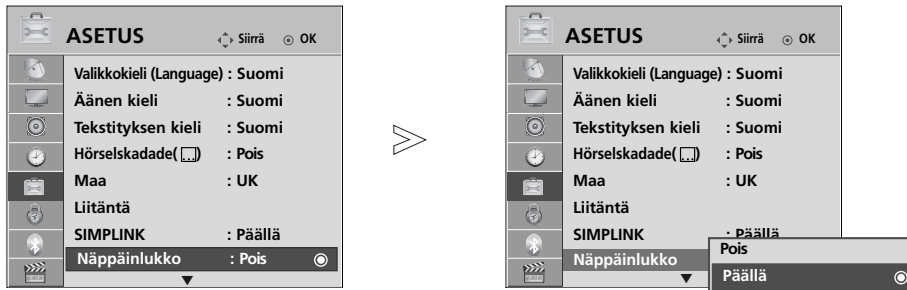 ASETUS
Siirrä OK
Valikkokieli (Language) : Suomi
Äänen kieli : Suomi
Tekstityksen kieli : Suomi
Hörselskadade( ) : Pois
Maa : UK
Liitäntä
SIMPLINK : Päällä
Näppäinlukko : Pois
ASETUS
Siirrä OK
Valikkokieli (Language) : Suomi
Äänen kieli : Suomi
Tekstityksen kieli : Suomi
Hörselskadade( ) : Pois
Maa : UK
Liitäntä
SIMPLINK : Päällä
Näppäinlukko
Pois
Päällä